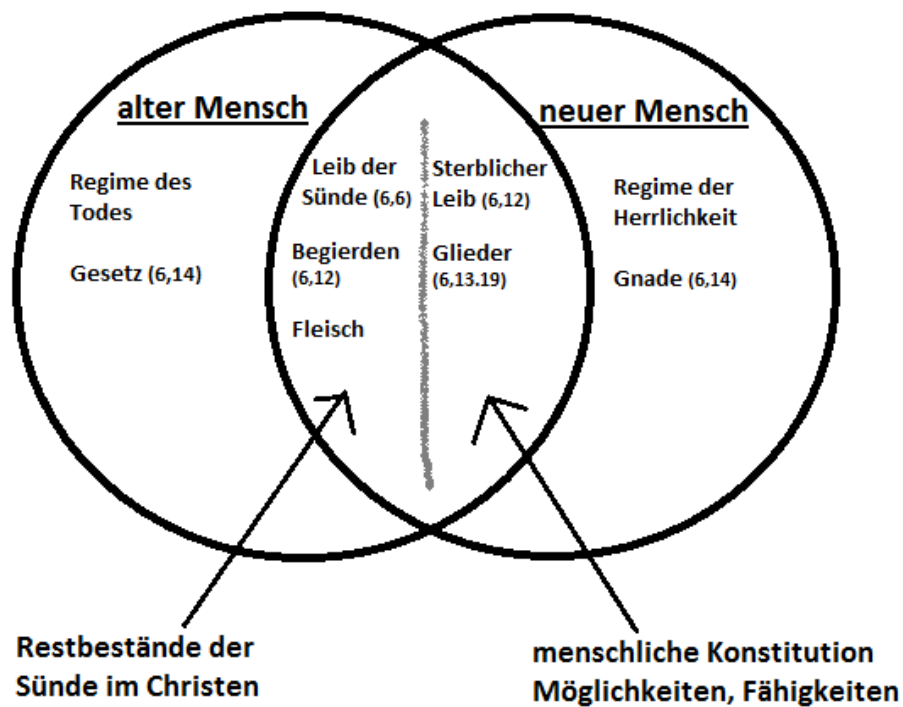 alter Mensch
neuer Mensch
Regime des
Todes
Gesetz (6,14)
Leib der
Sünde (6,6)
Begierden
(6,12)
Fleisch
Sterblicher
Leib (6,12)
Glieder
(6,13.19)
Regime der
Herrlichkeit
Gnade (6,14)
Restbestände der
Sünde im Christen
menschliche Konstitution
Möglichkeiten, Fähigkeiten